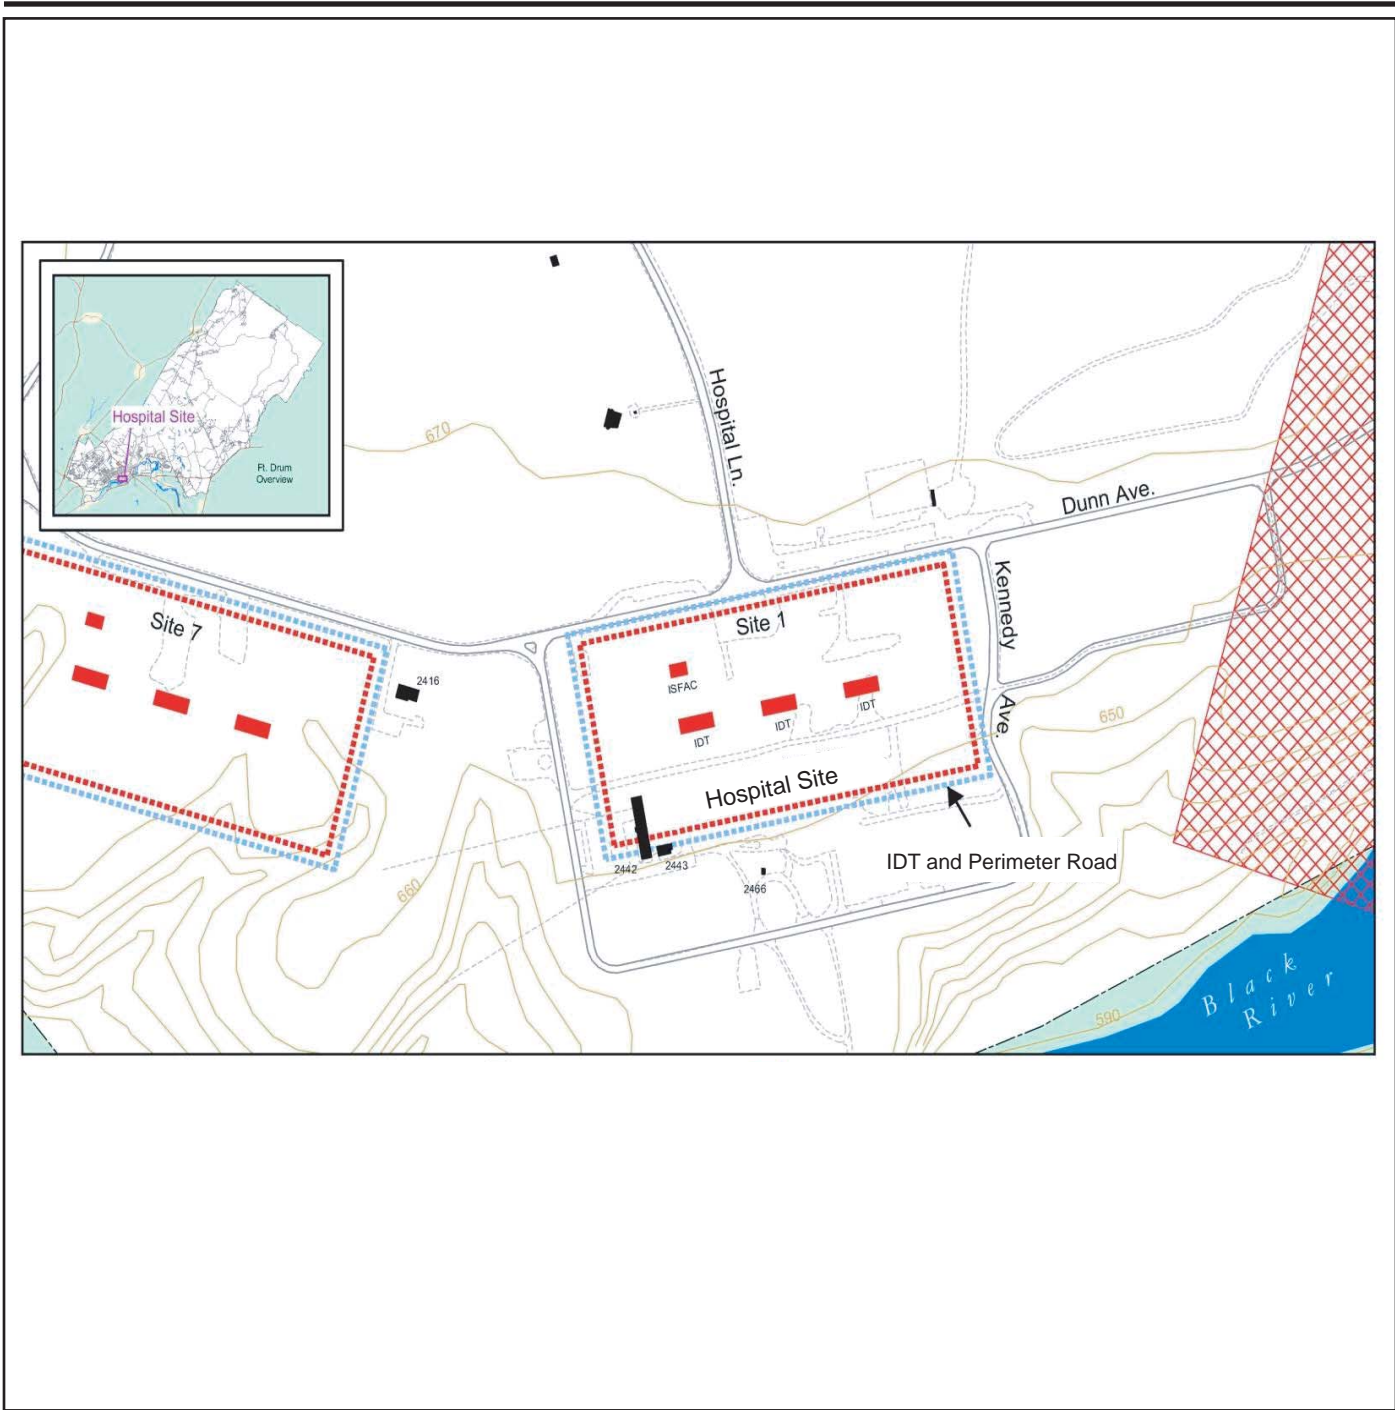 Hospital Site
Ft. Drum
Overview
670
Hospital Ln.
Dunn Ave.
Kennedy
Ave.
Site 7
Site 1
2416
ISFAC
IDT
IDT
IDT
650
Hospital Site
IDT and Perimeter Road
2442
2443
2466
660
Black
River
590